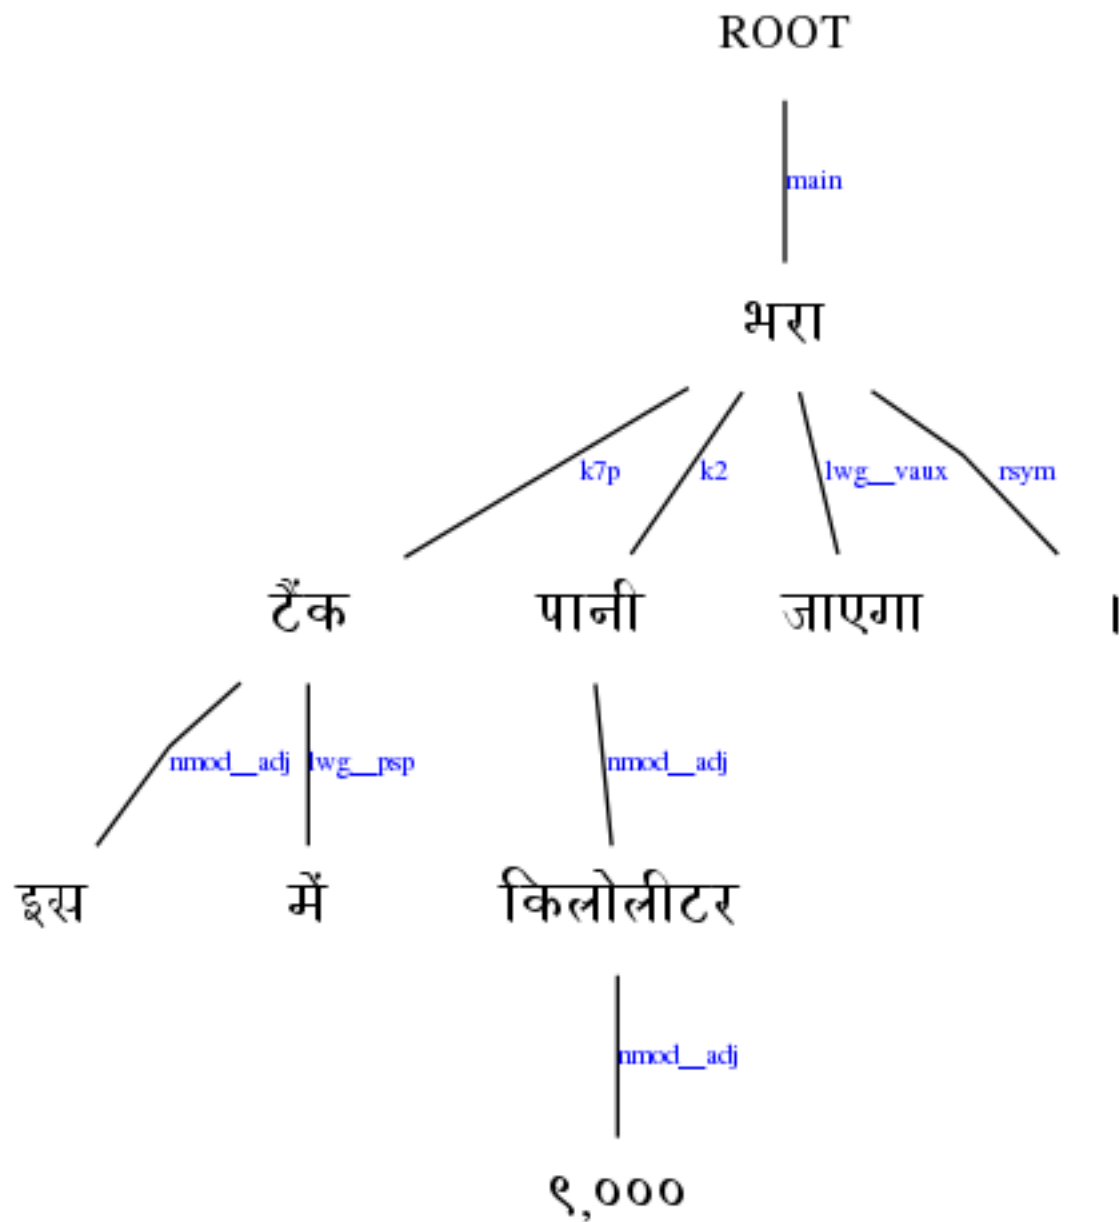 ROOT
main
भरा
k7p k2 lwg__vaux rsym
टैंक पानी जाएगा ।
nmod__adj lwg__psp nmod__adj
इस में किलोलीटर
nmod__adj
९,०००